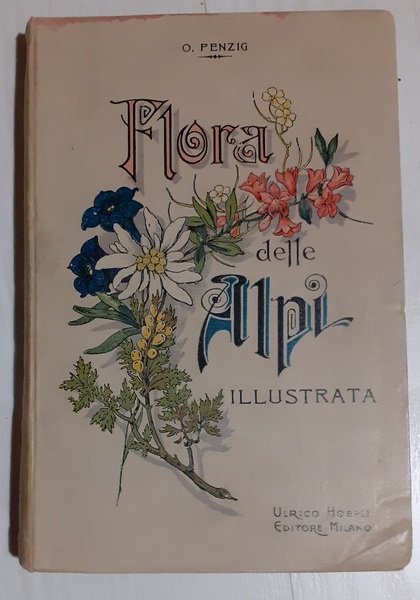 O. PENZIG
Flora
delle
Alpi
ILLUSTRATA
ULRICO HOEPLI
EDITORE-MILANO